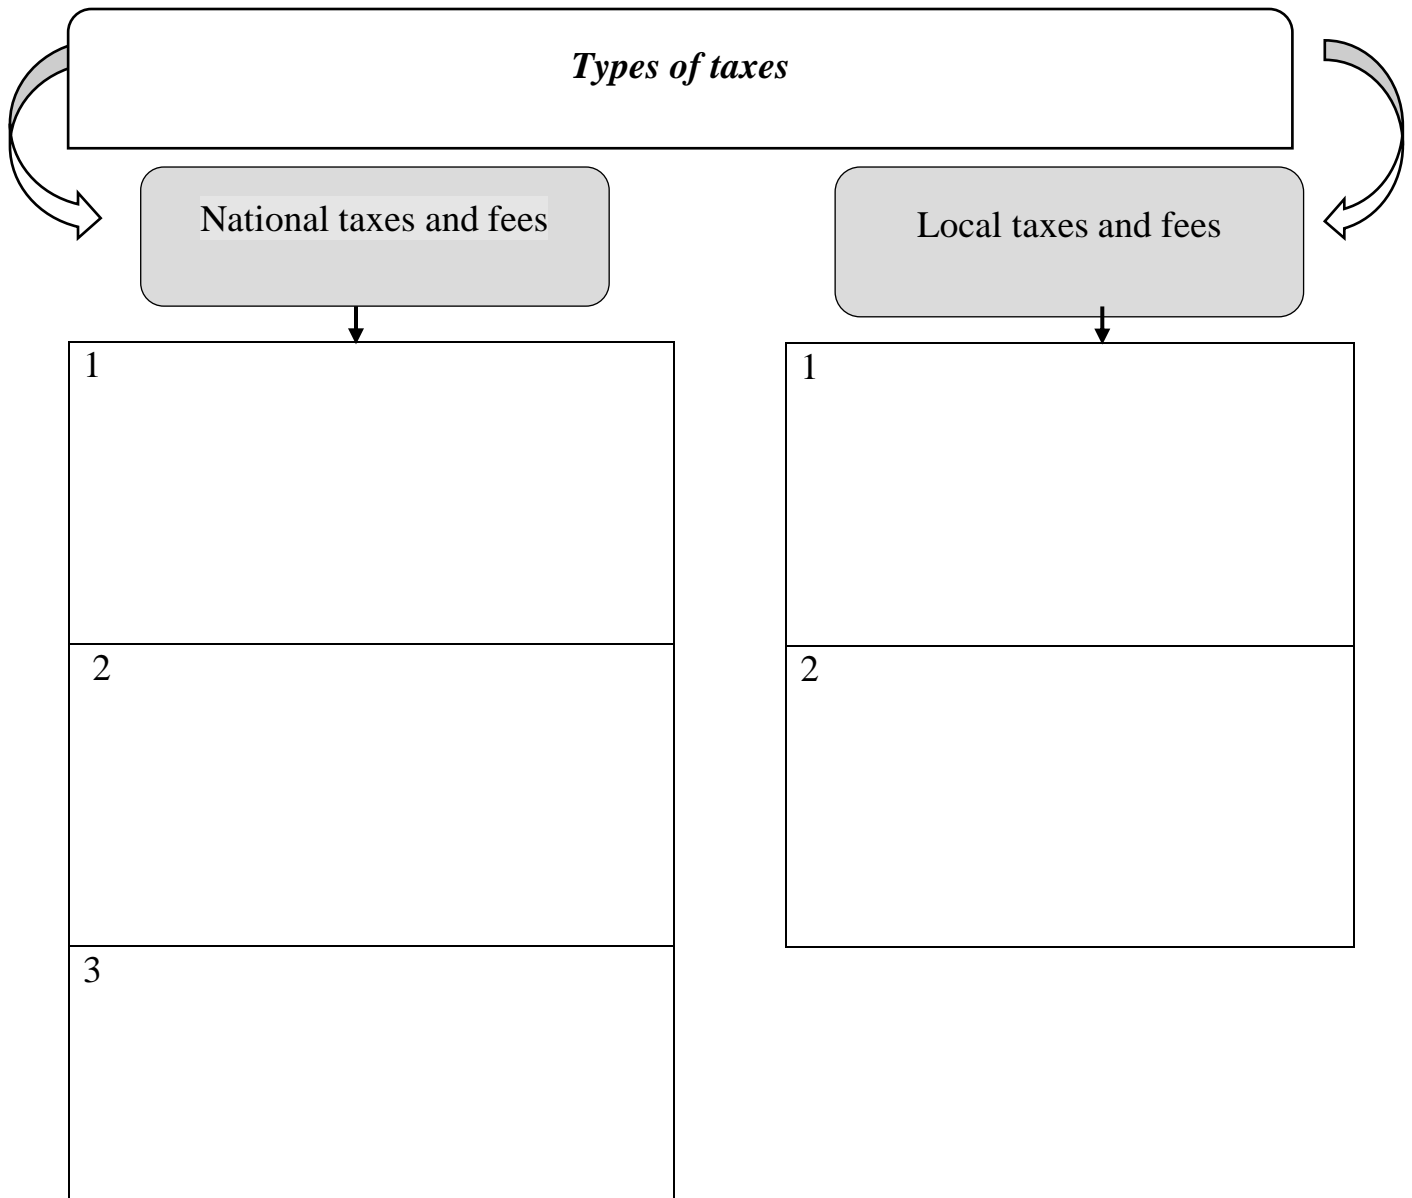 Types of taxes
National taxes and fees
Local taxes and fees
1
2
3
1
2